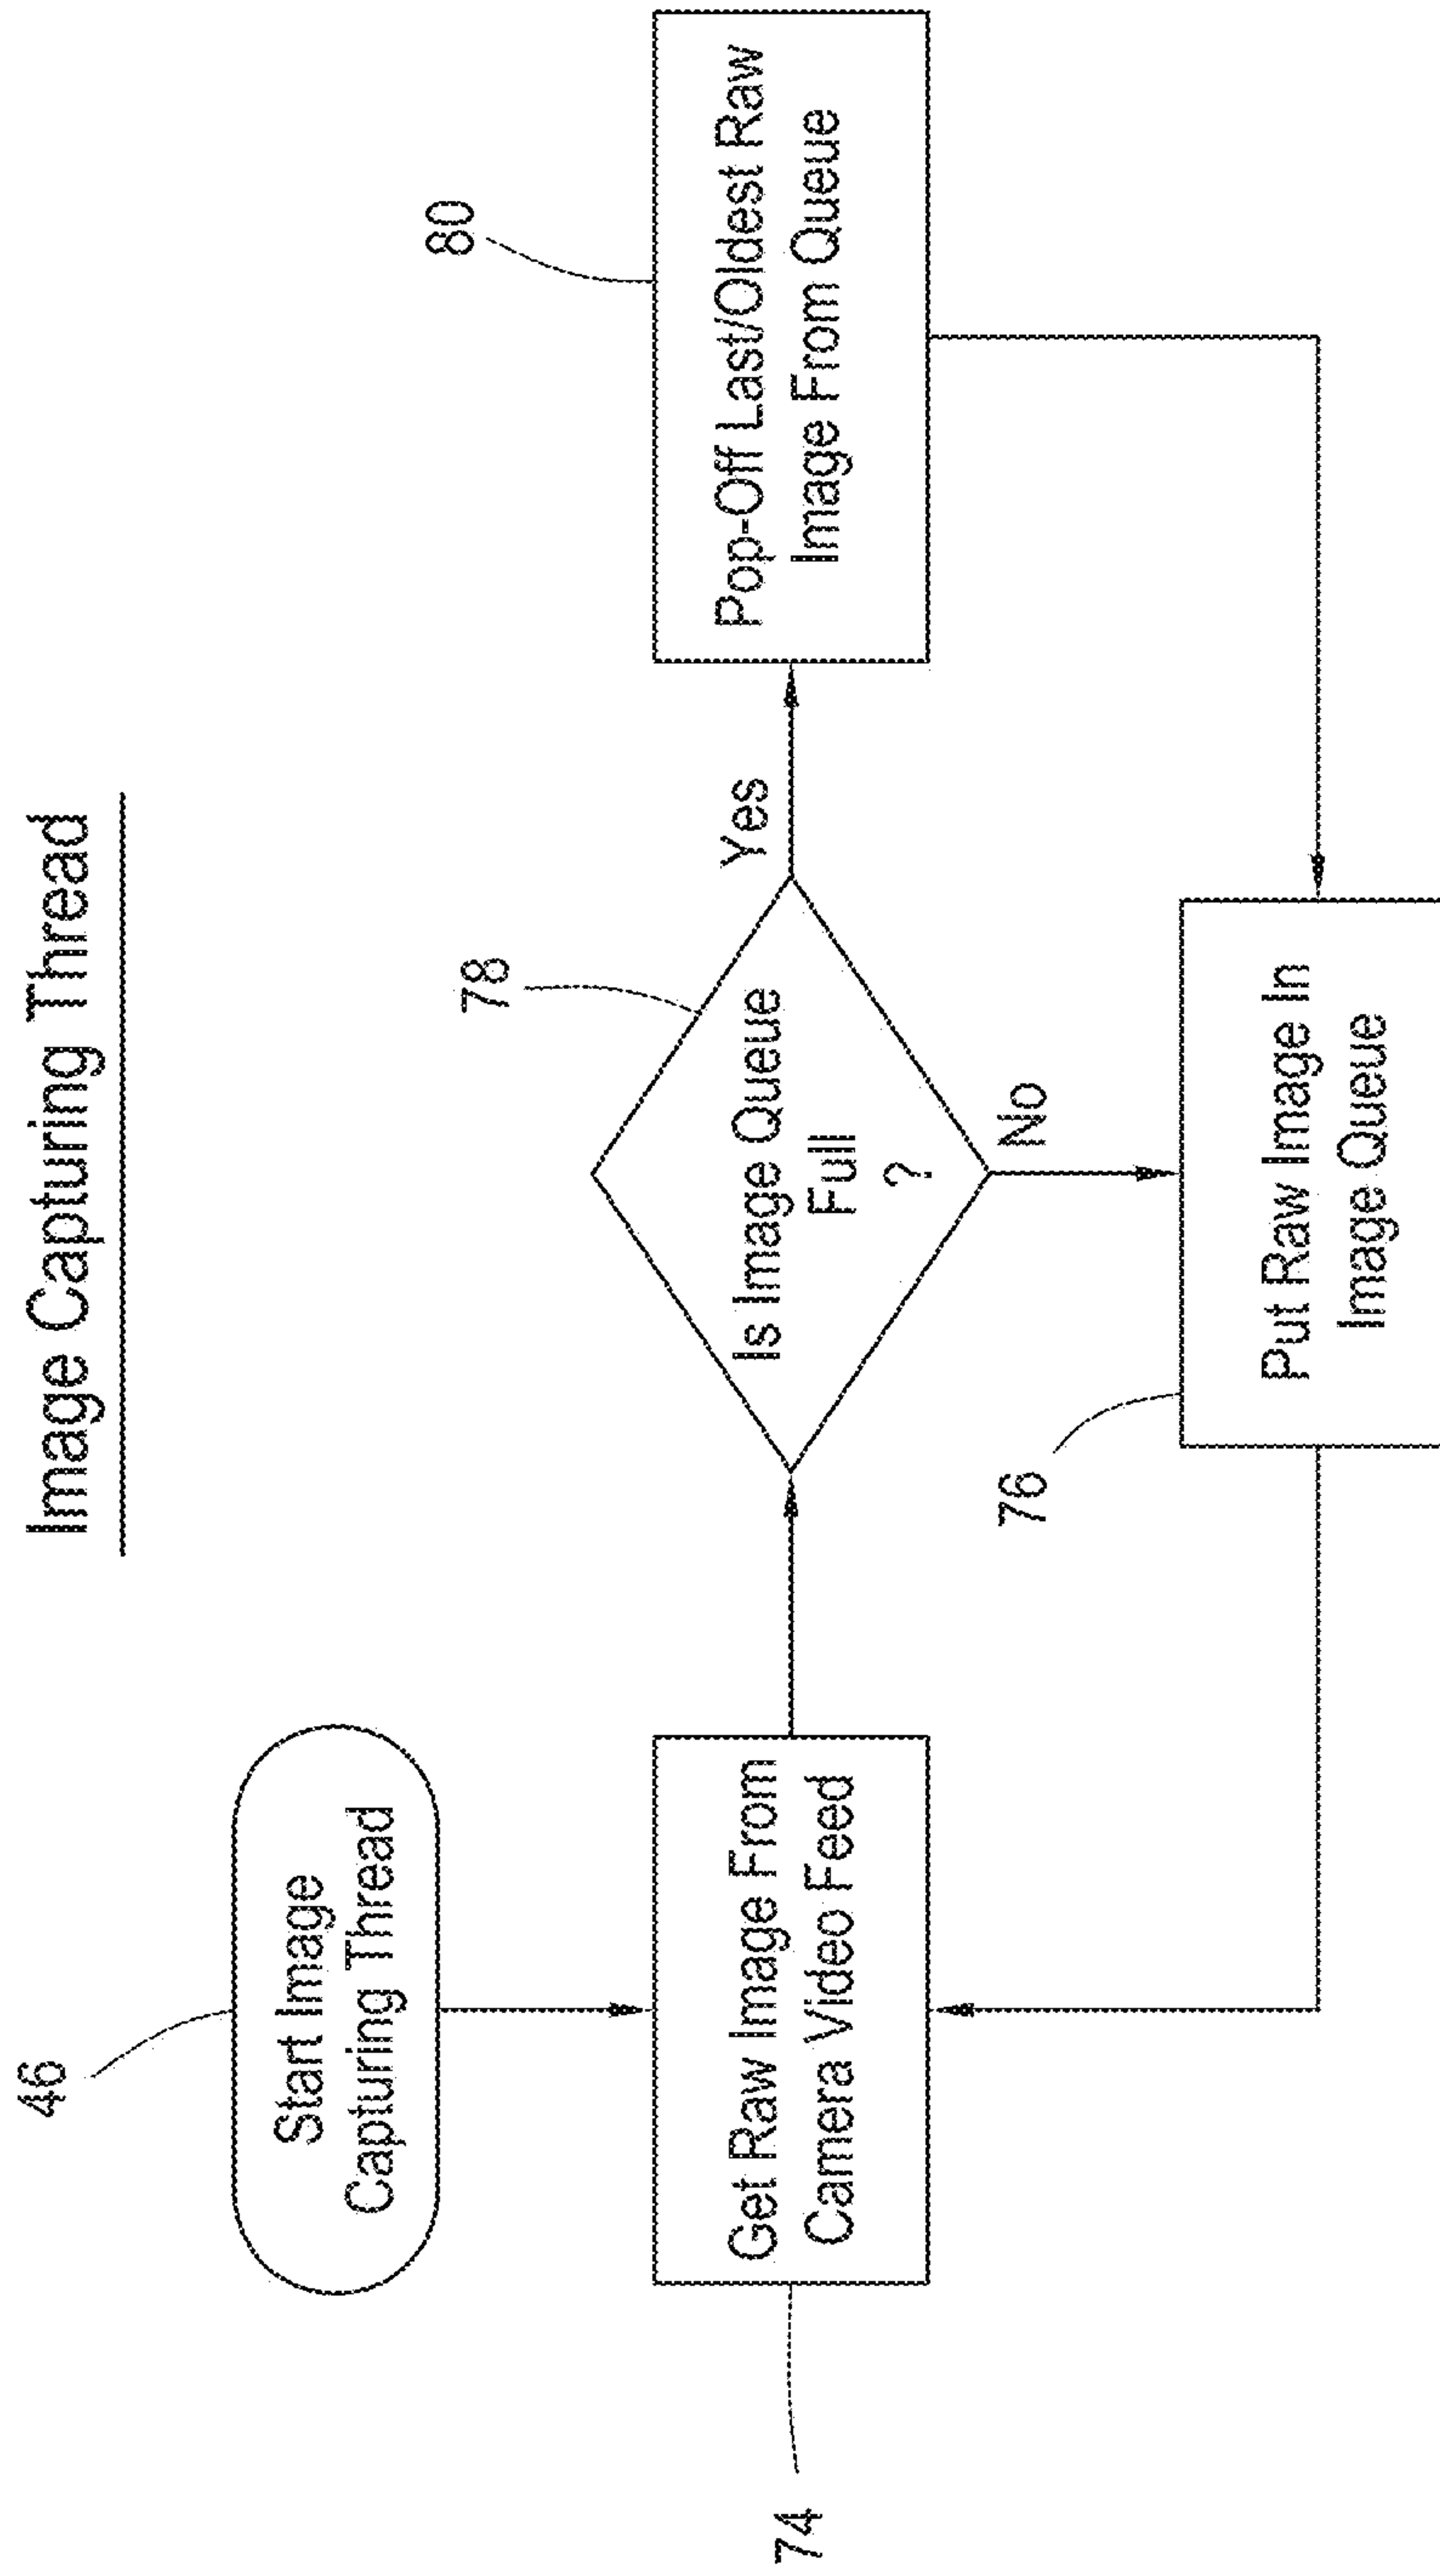 Image Capturing Thread
46
Start Image
Capturing Thread
74
Get Raw Image From
Camera Video Feed
78
Is Image Queue
Full
?
Yes
No
80
Pop-Off Last/Oldest Raw
Image From Queue
76
Put Raw Image In
Image Queue